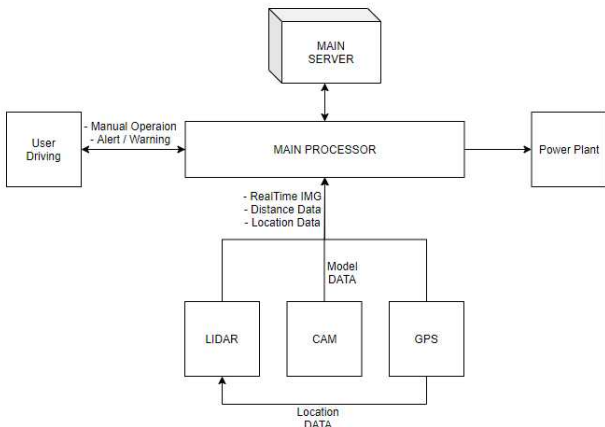 MAIN
SERVER
User
Driving
- Manual Operaion
- Alert / Warning
MAIN PROCESSOR
Power Plant
- RealTime IMG
- Distance Data
- Location Data
Model
DATA
LIDAR
CAM
GPS
Location
DATA